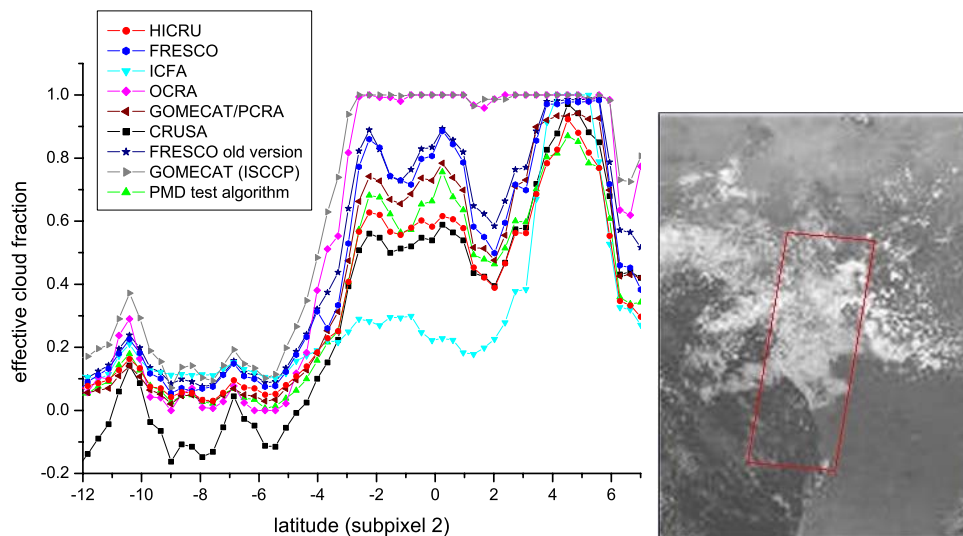 HICRU
FRESCO
ICFA
OCRA
GOMECAT/PCRA
CRUSA
FRESCO old version
GOMECAT (ISCCP)
PMD test algorithm
effective cloud fraction
1.0
0.8
0.6
0.4
0.2
0.0
-0.2
-12 -10 -8 -6 -4 -2 0 2 4 6
latitude (subpixel 2)